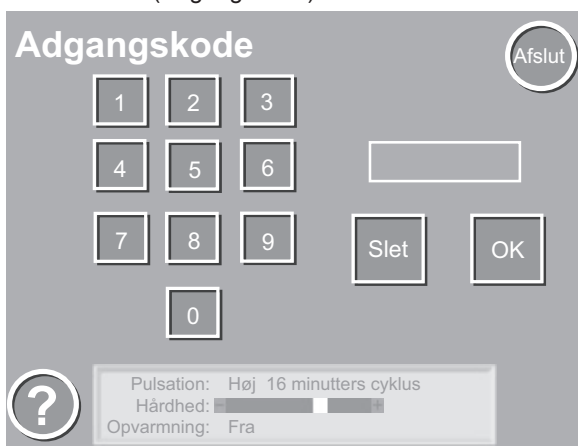 Adgangskode
Afslut
1 2 3
4 5 6
7 8 9
Slet OK
0
? Pulsation: Høj 16 minutters cyklus
Hårdhed: - +
Opvarmning: Fra